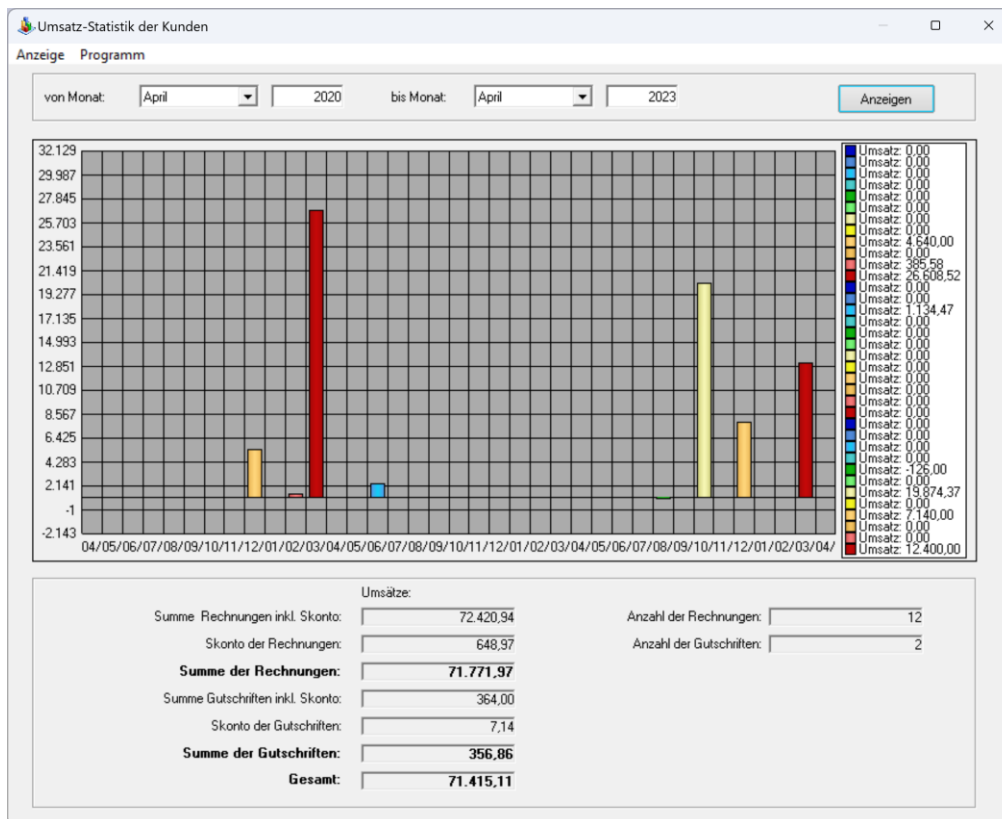 Umsatz-Statistik der Kunden
Anzeige Programm
von Monat: April 2020 bis Monat: April 2023 Anzeigen
32.129
29.987
27.845
25.703
23.561
21.419
19.277
17.135
14.993
12.851
10.709
8.567
6.425
4.283
2.141
-1
-2.143
04/05/06/07/08/09/10/11/12/01/02/03/04/05/06/07/08/09/10/11/12/01/02/03/04/05/06/07/08/09/10/11/12/01/02/03/04/
Umsatz: 0,00
Umsatz: 0,00
Umsatz: 0,00
Umsatz: 0,00
Umsatz: 0,00
Umsatz: 0,00
Umsatz: 0,00
Umsatz: 0,00
Umsatz: 4.640,00
Umsatz: 0,00
Umsatz: 385,58
Umsatz: 26.608,52
Umsatz: 0,00
Umsatz: 0,00
Umsatz: 1.134,47
Umsatz: 0,00
Umsatz: 0,00
Umsatz: 0,00
Umsatz: 0,00
Umsatz: 0,00
Umsatz: 0,00
Umsatz: 0,00
Umsatz: 0,00
Umsatz: 0,00
Umsatz: 0,00
Umsatz: 0,00
Umsatz: 0,00
Umsatz: 0,00
Umsatz: -126,00
Umsatz: 0,00
Umsatz: 19.874,37
Umsatz: 0,00
Umsatz: 7.140,00
Umsatz: 0,00
Umsatz: 0,00
Umsatz: 12.400,00
Umsätze:
Summe Rechnungen inkl. Skonto: 72.420,94 Anzahl der Rechnungen: 12
Skonto der Rechnungen: 648,97 Anzahl der Gutschriften: 2
Summe der Rechnungen: 71.771,97
Summe Gutschriften inkl. Skonto: 364,00
Skonto der Gutschriften: 7,14
Summe der Gutschriften: 356,86
Gesamt: 71.415,11